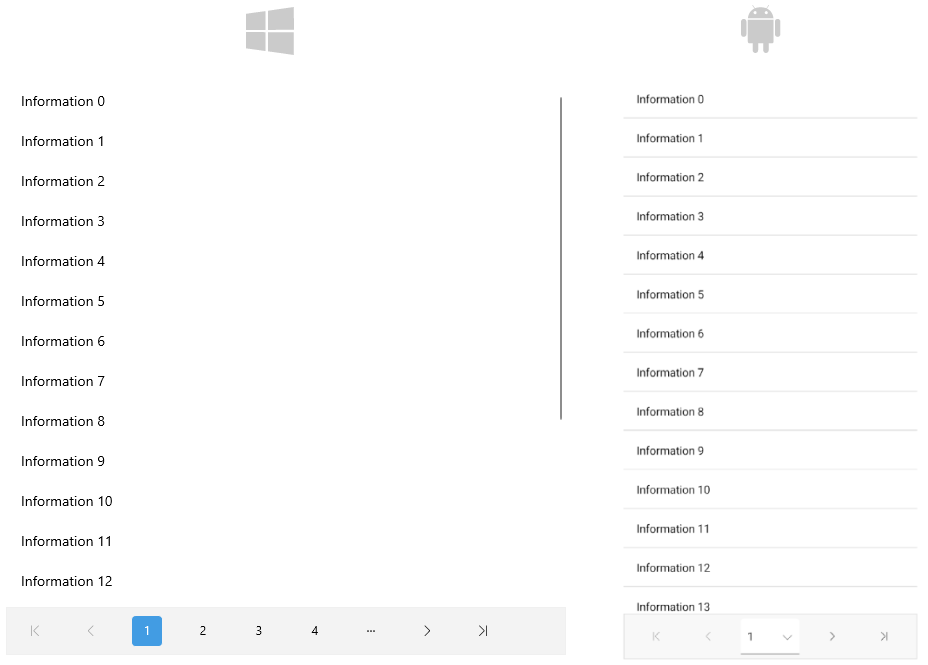 Information 0
Information 1
Information 2
Information 3
Information 4
Information 5
Information 6
Information 7
Information 8
Information 9
Information 10
Information 11
Information 12
1 2 3 4 ...
Information 0
Information 1
Information 2
Information 3
Information 4
Information 5
Information 6
Information 7
Information 8
Information 9
Information 10
Information 11
Information 12
Information 13
1